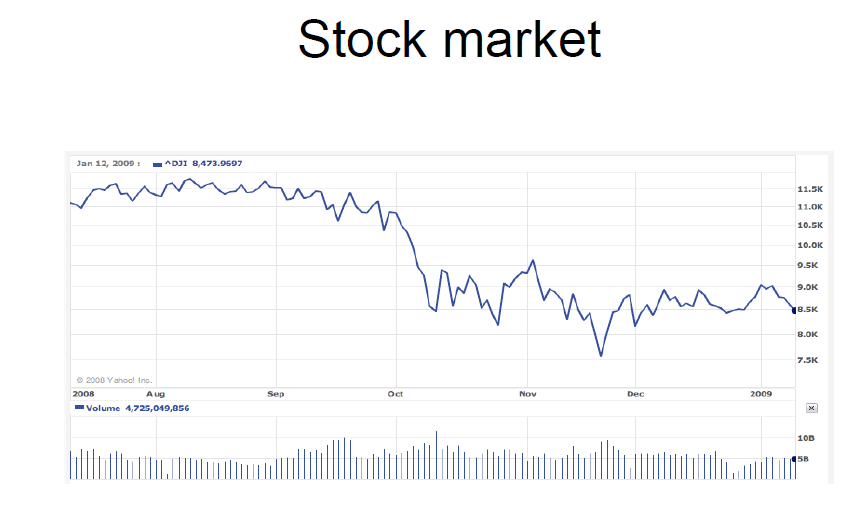 Stock market
Jan 12, 2009 : ^DJI 8,473.9697
11.5K
11.0K
10.5K
10.0K
9.5K
9.0K
8.5K
8.0K
7.5K
© 2008 Yahoo! Inc.
2008 Aug Sep Oct Nov Dec 2009
Volume 4,725,049,856
10B
5B